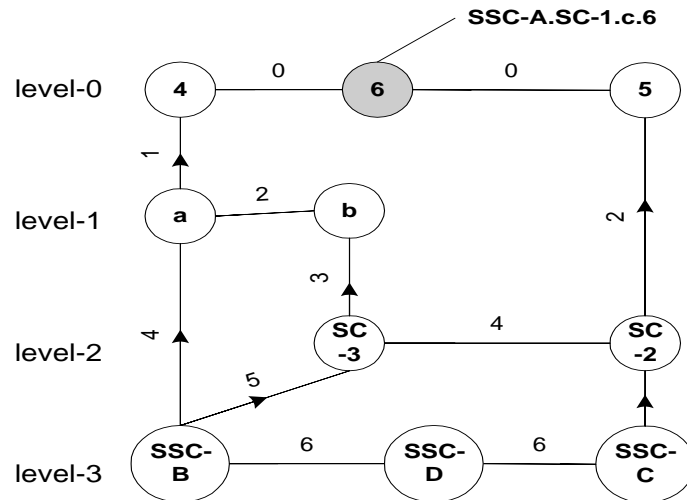 SSC-A.SC-1.c.6
0 0
level-0 4 6 5
1
2
level-1 a b
2
3
4
SC -3 4 SC -2
level-2
5
SSC- B 6 SSC- D 6 SSC- C
level-3